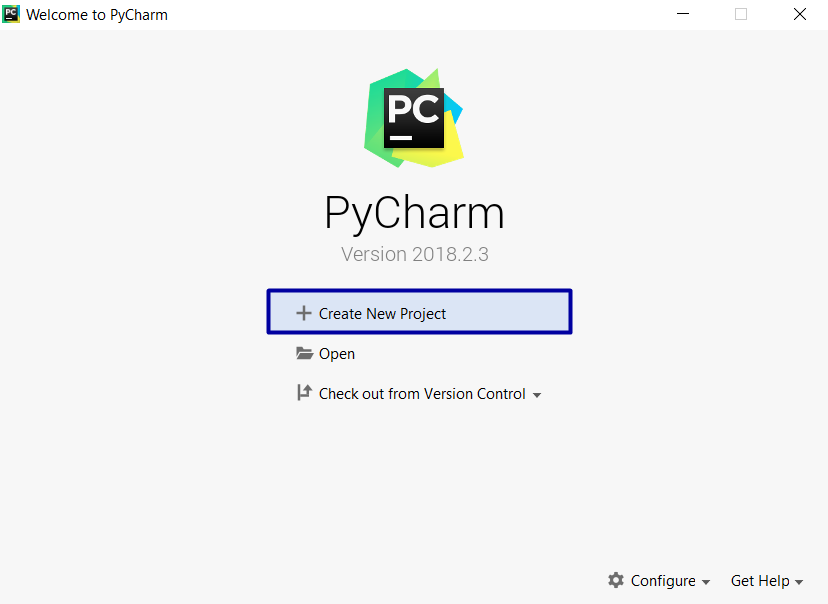 PC Welcome to PyCharm
PC
PyCharm
Version 2018.2.3
Create New Project
Open
Check out from Version Control
Configure Get Help